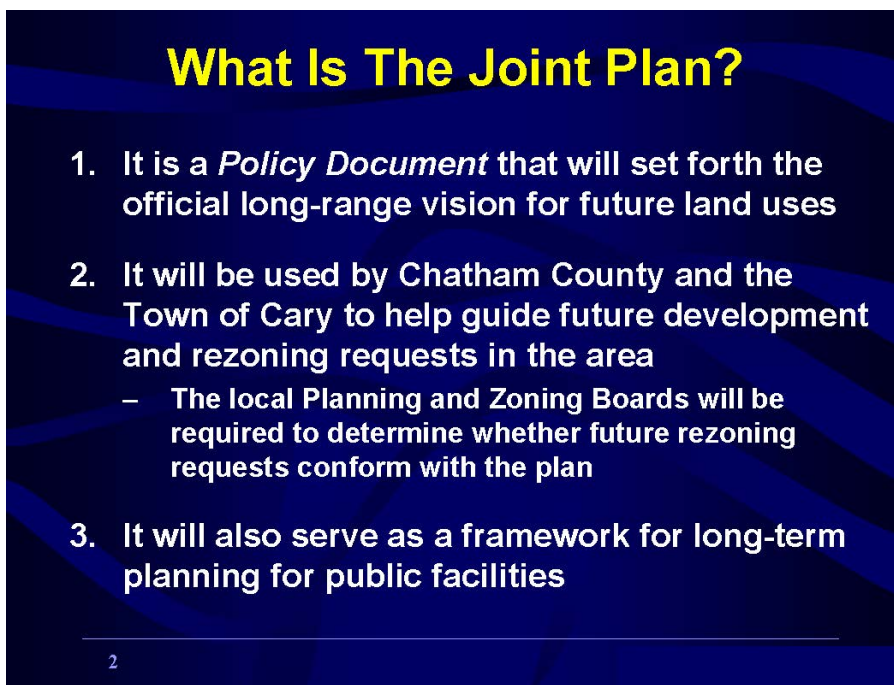 What Is The Joint Plan?
1. It is a Policy Document that will set forth the
official long-range vision for future land uses
2. It will be used by Chatham County and the
Town of Cary to help guide future development
and rezoning requests in the area
– The local Planning and Zoning Boards will be
required to determine whether future rezoning
requests conform with the plan
3. It will also serve as a framework for long-term
planning for public facilities
2